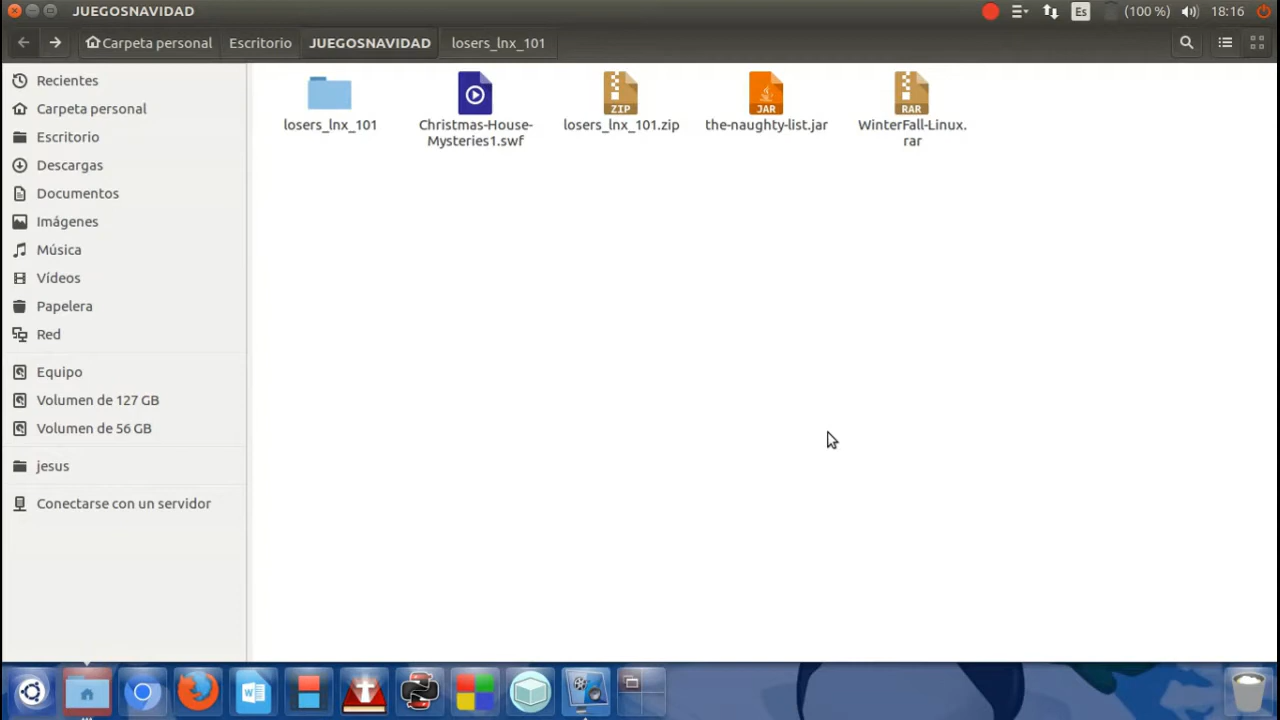 JUEGOSNAVIDAD
Es
(100 %)
18:16
Carpeta personal
Escritorio
JUEGOSNAVIDAD
losers_lnx_101
Recientes
Carpeta personal
Escritorio
Descargas
Documentos
Imágenes
Música
Vídeos
Papelera
Red
Equipo
Volumen de 127 GB
Volumen de 56 GB
jesus
Conectarse con un servidor
losers_lnx_101
Christmas-House-
Mysteries1.swf
ZIP
losers_lnx_101.zip
JAR
the-naughty-list.jar
RAR
WinterFall-Linux.
rar
W